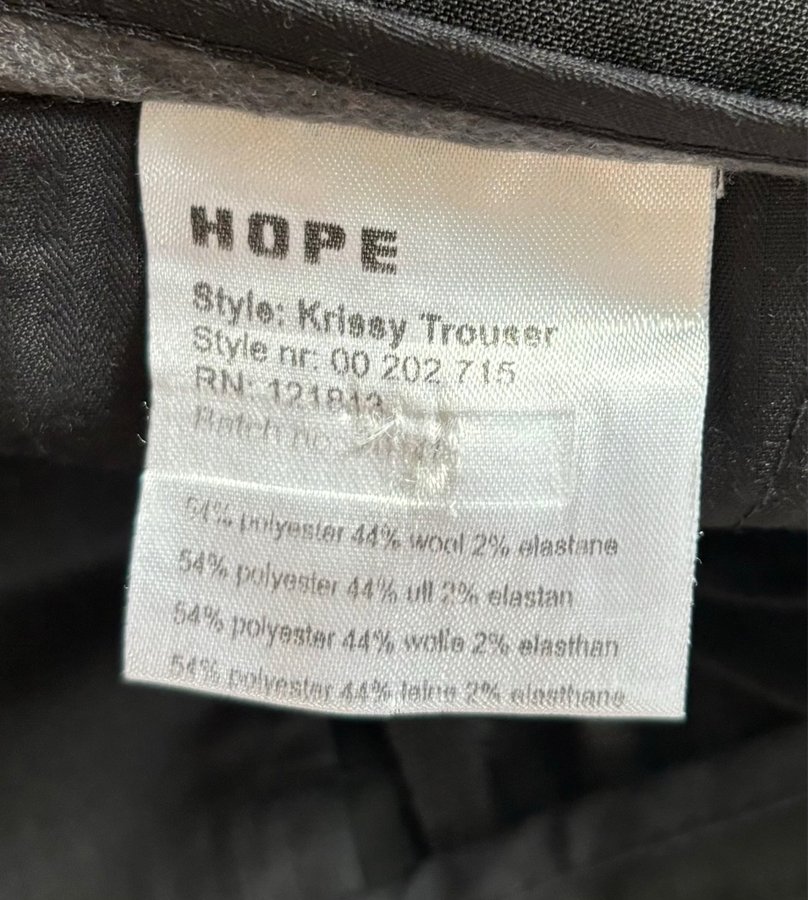 HOPE
Style: Krissy Trouser
Style nr: 00 202 715
RN: 121813
Batch no:
54% polyester 44% wool 2% elastane
54% polyester 44% ull 2% elastan
54% polyester 44% wolle 2% elasthan
54% polyester 44% laine 2% elasthane